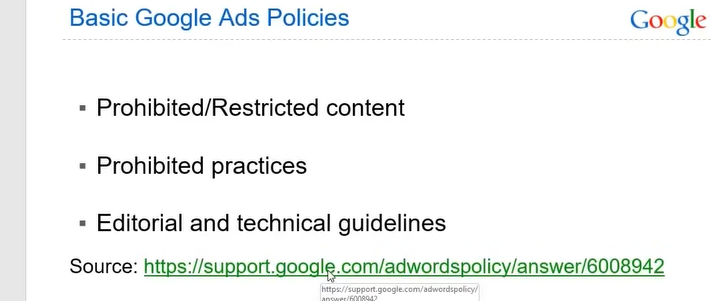 Basic Google Ads Policies
Google
Prohibited/Restricted content
Prohibited practices
Editorial and technical guidelines
Source: https://support.google.com/adwordspolicy/answer/6008942
https://support.google.com/adwordspolicy/
answer/6008942